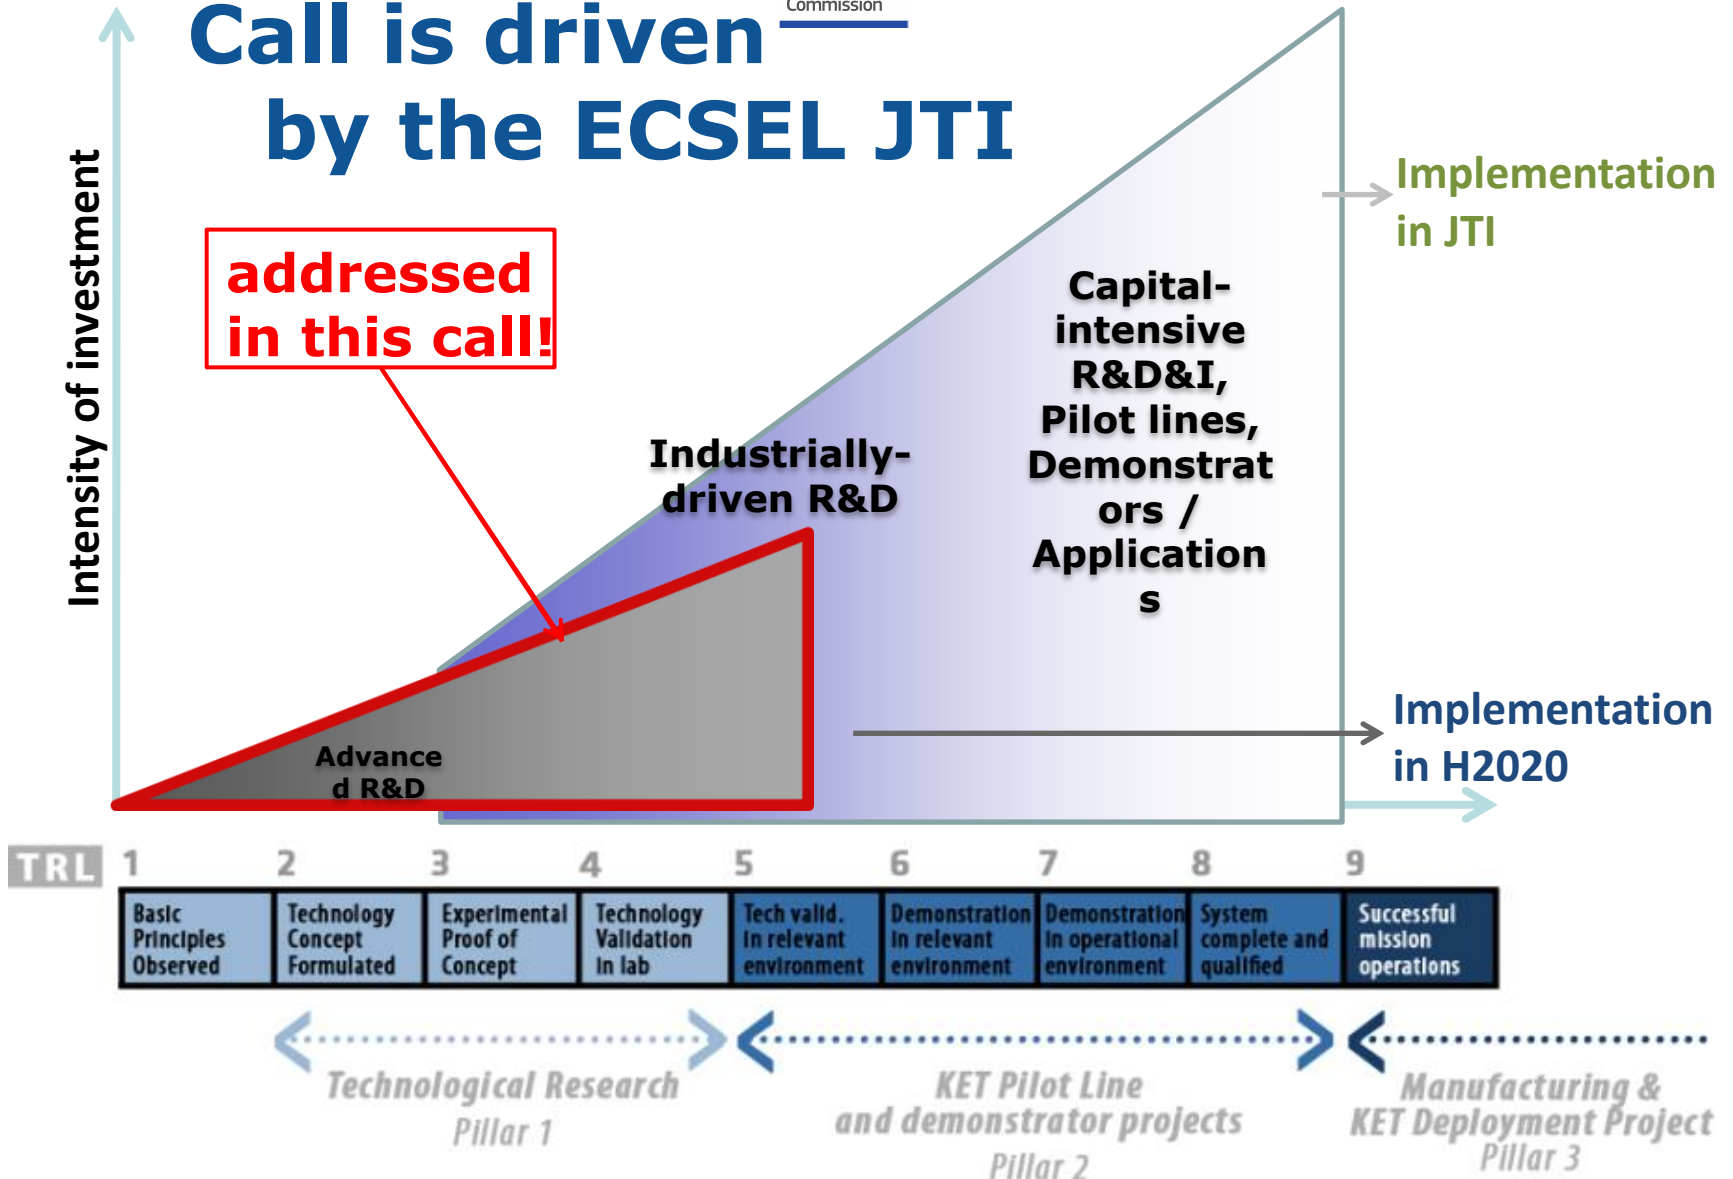 Commission
Call is driven
by the ECSEL JTI
Intensity of investment
addressed
in this call!
Implementation
in JTI
Capital-
intensive
R&D&I,
Pilot lines,
Demonstrat
ors /
Application
s
Industrially-
driven R&D
Advance
d R&D
Implementation
in H2020
TRL 1 2 3 4 5 6 7 8 9
Basic
Principles
Observed
Technology
Concept
Formulated
Experimental
Proof of
Concept
Technology
Validation
in lab
Tech valid.
in relevant
environment
Demonstration
in relevant
environment
Demonstration
in operational
environment
System
complete and
qualified
Successful
mission
operations
Technological Research
Pillar 1
KET Pilot Line
and demonstrator projects
Pillar 2
Manufacturing &
KET Deployment Project
Pillar 3